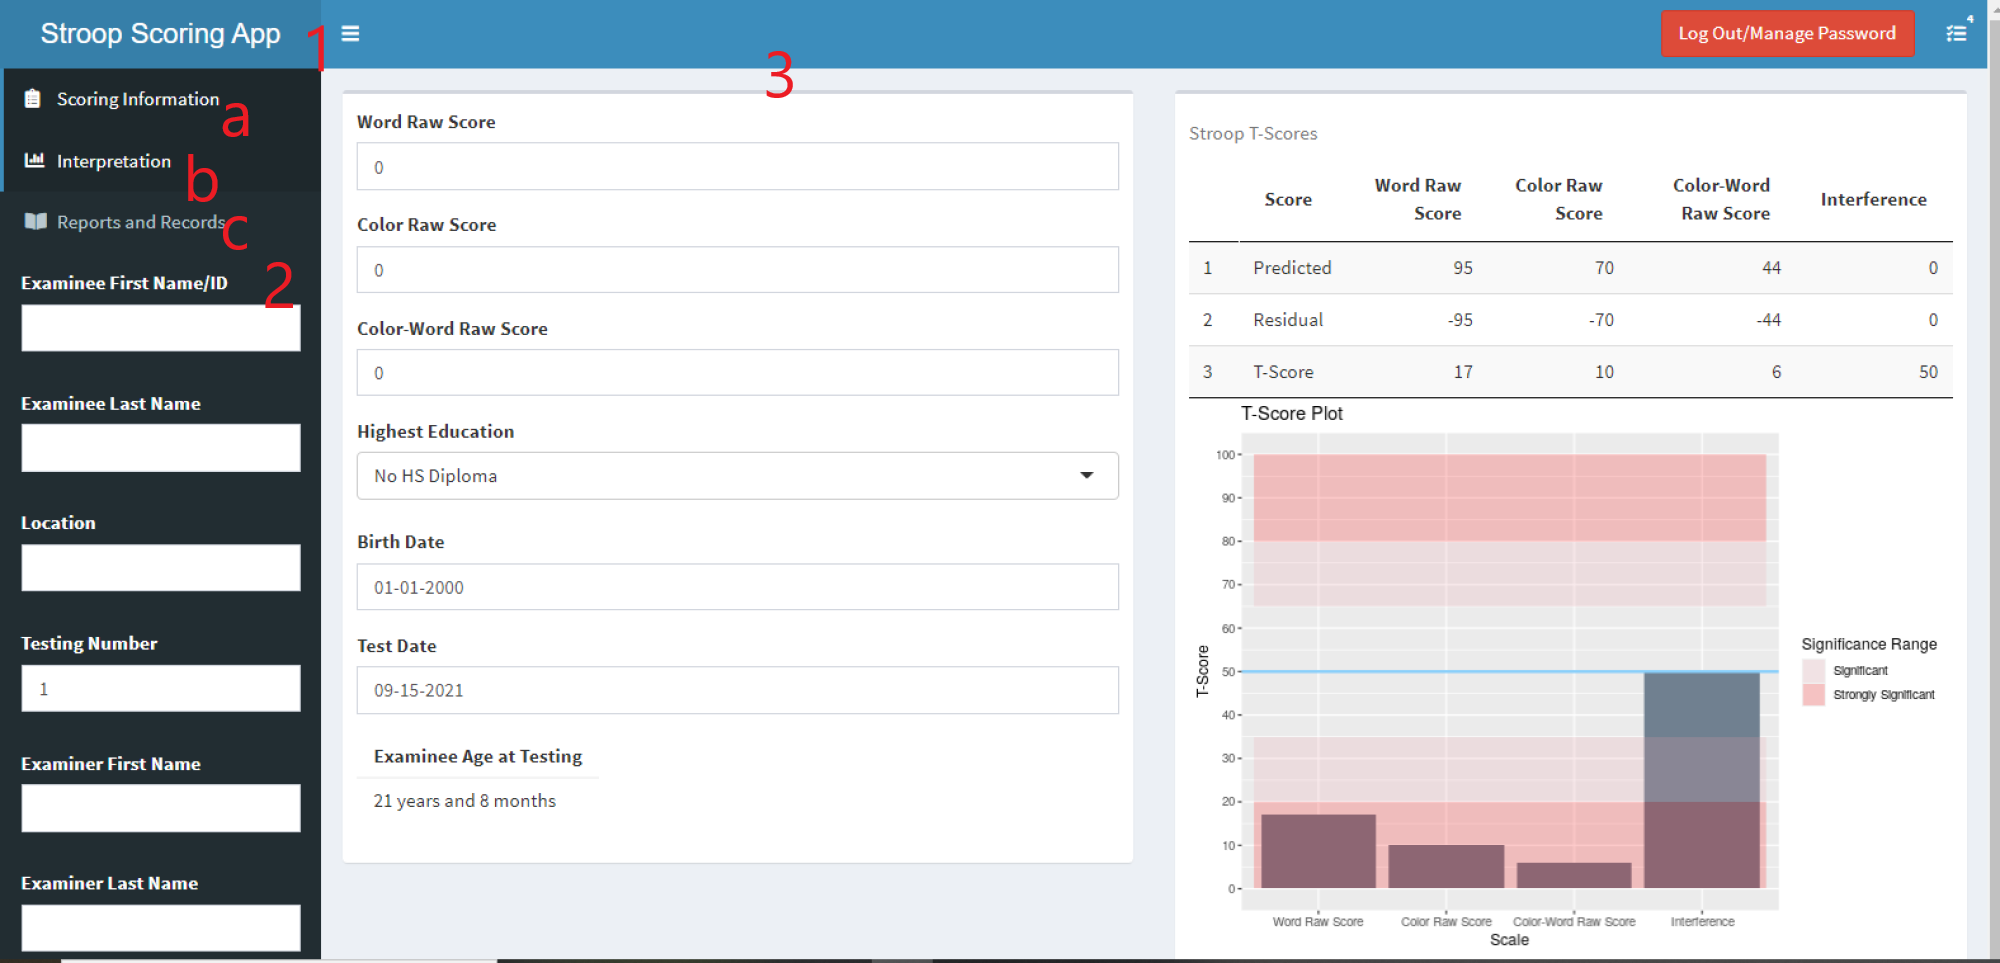 Stroop Scoring App
1
Log Out/Manage Password
4
Scoring Information
a
Interpretation
b
Reports and Records
c
2
Examinee First Name/ID
Examinee Last Name
Location
Testing Number
1
Examiner First Name
Examiner Last Name
3
Word Raw Score
0
Color Raw Score
0
Color-Word Raw Score
0
Highest Education
No HS Diploma
Birth Date
01-01-2000
Test Date
09-15-2021
Examinee Age at Testing
21 years and 8 months
Stroop T-Scores
Score Word Raw Score Color Raw Score Color-Word Raw Score Interference
1 Predicted 95 70 44 0
2 Residual -95 -70 -44 0
3 T-Score 17 10 6 50
T-Score Plot
100
90
80
70
60
50
40
30
20
10
0
T-Score
Word Raw Score Color Raw Score Color-Word Raw Score Interference
Scale
Significance Range
Significant
Strongly Significant